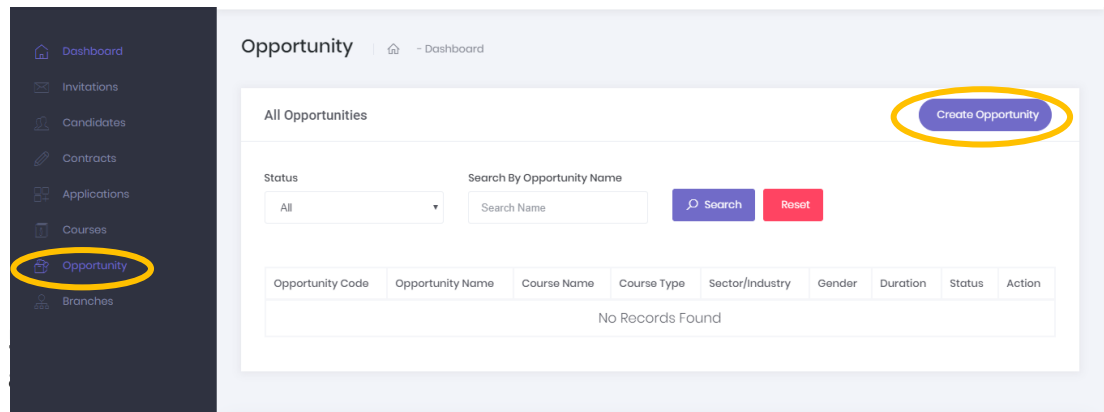 Dashboard
Invitations
Candidates
Contracts
Applications
Courses
Opportunity
Branches
Opportunity - Dashboard
All Opportunities Create Opportunity
Status Search By Opportunity Name
All Search Name Search Reset
Opportunity Code Opportunity Name Course Name Course Type Sector/Industry Gender Duration Status Action
No Records Found